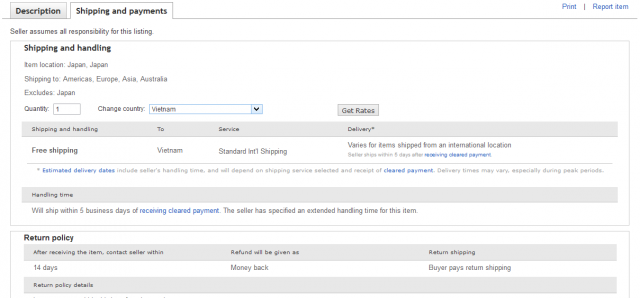 Print | Report item
Description Shipping and payments
Seller assumes all responsibility for this listing.
Shipping and handling
Item location: Japan, Japan
Shipping to: Americas, Europe, Asia, Australia
Excludes: Japan
Quantity: 1 Change country: Vietnam Get Rates
Shipping and handling To Service Delivery*
Free shipping Vietnam Standard Int'l Shipping Varies for items shipped from an international location
Seller ships within 5 days after receiving cleared payment.
* Estimated delivery dates include seller's handling time, and will depend on shipping service selected and receipt of cleared payment. Delivery times may vary, especially during peak periods.
Handling time
Will ship within 5 business days of receiving cleared payment. The seller has specified an extended handling time for this item.
Return policy
After receiving the item, contact seller within Refund will be given as Return shipping
14 days Money back Buyer pays return shipping
Return policy details